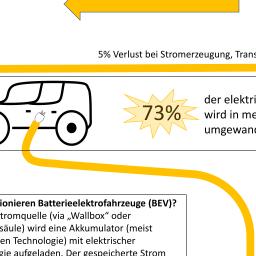 5% Verlust bei Stromerzeugung, Trans
73%
der elektri
wird in me
umgewand
ionieren Batterieelektrofahrzeuge (BEV)?
tromquelle (via „Wallbox“ oder
säule) wird eine Akkumulator (meist
en Technologie) mit elektrischer
gie aufgeladen. Der gespeicherte Strom